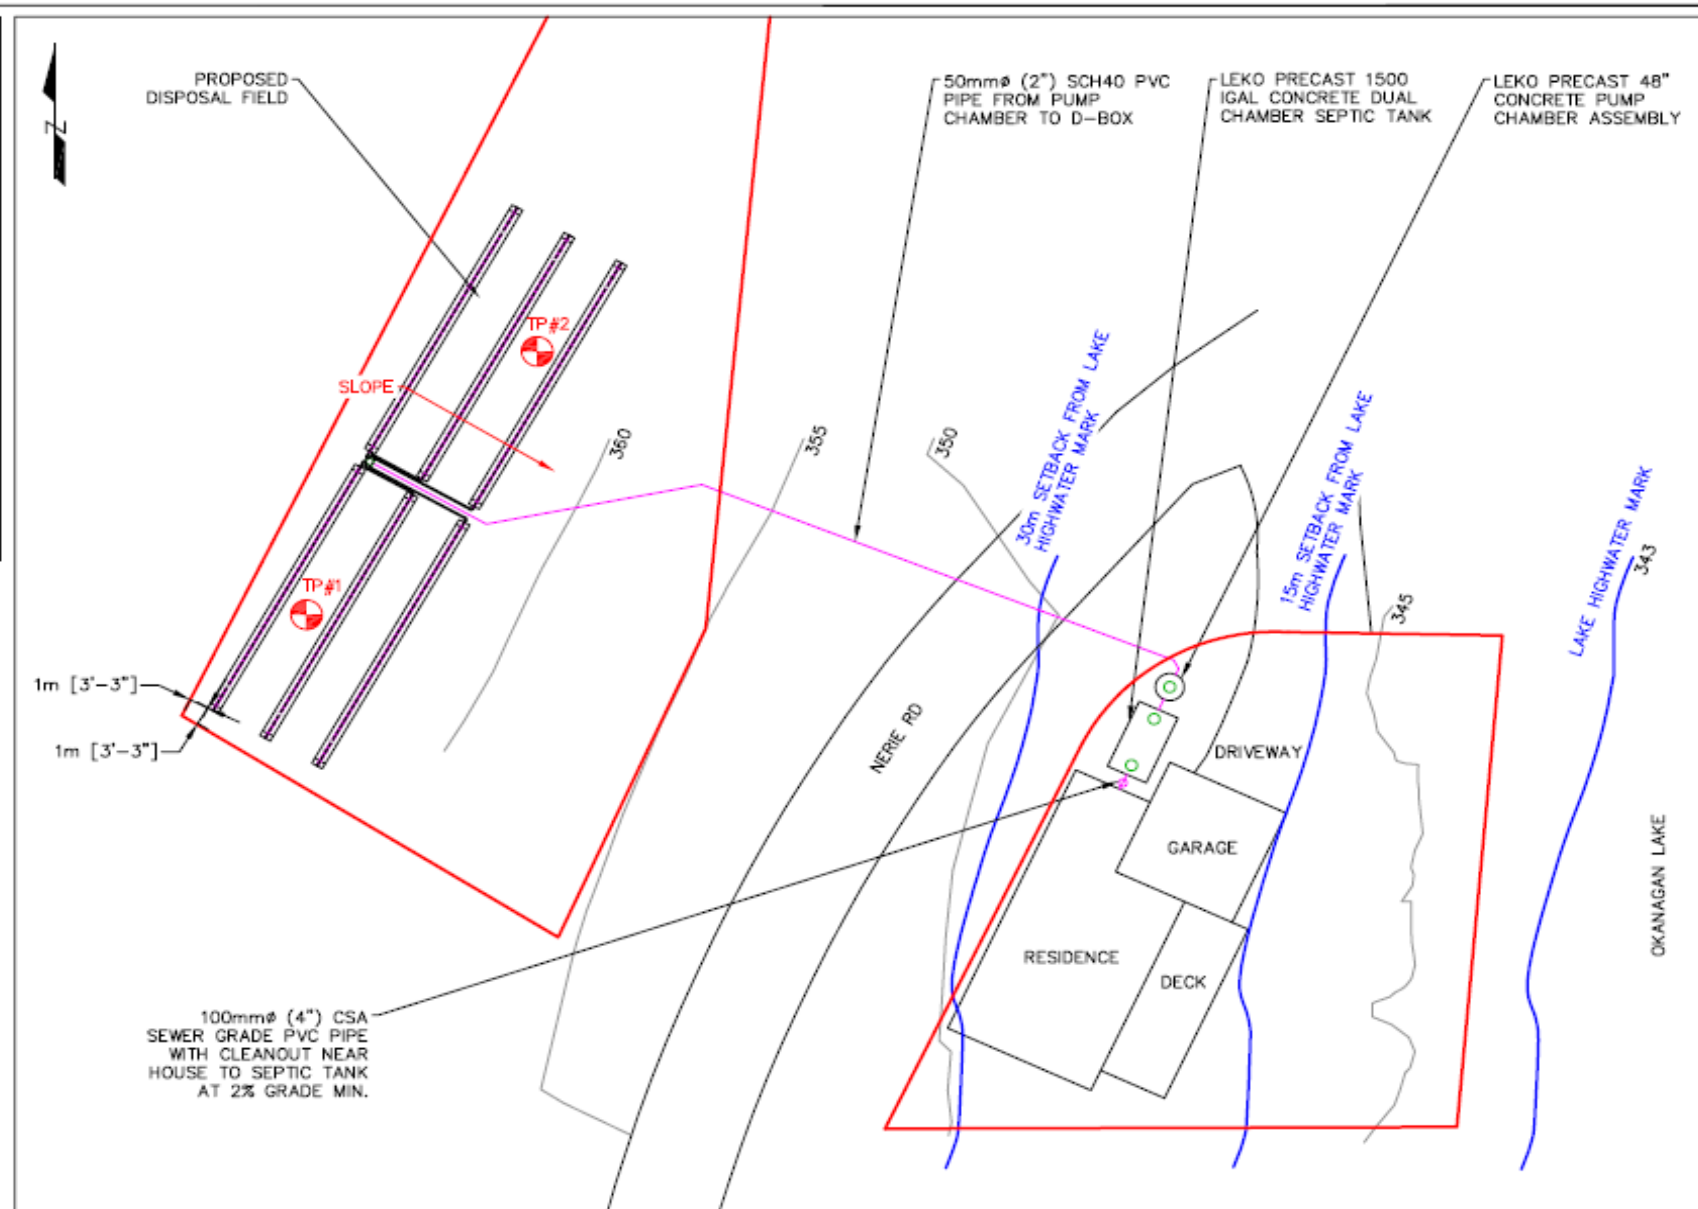 PROPOSED
DISPOSAL FIELD
50mmø (2") SCH40 PVC
PIPE FROM PUMP
CHAMBER TO D-BOX
LEKO PRECAST 1500
IGAL CONCRETE DUAL
CHAMBER SEPTIC TANK
LEKO PRECAST 48"
CONCRETE PUMP
CHAMBER ASSEMBLY
N
TP#2
SLOPE
360
355
350
30m SETBACK FROM LAKE
HIGHWATER MARK
15m SETBACK FROM LAKE
HIGHWATER MARK
LAKE HIGHWATER MARK
343
345
TP#1
1m [3'-3"]
1m [3'-3"]
NERIE RD
DRIVEWAY
GARAGE
RESIDENCE
DECK
OKANAGAN LAKE
100mmø (4") CSA
SEWER GRADE PVC PIPE
WITH CLEANOUT NEAR
HOUSE TO SEPTIC TANK
AT 2% GRADE MIN.